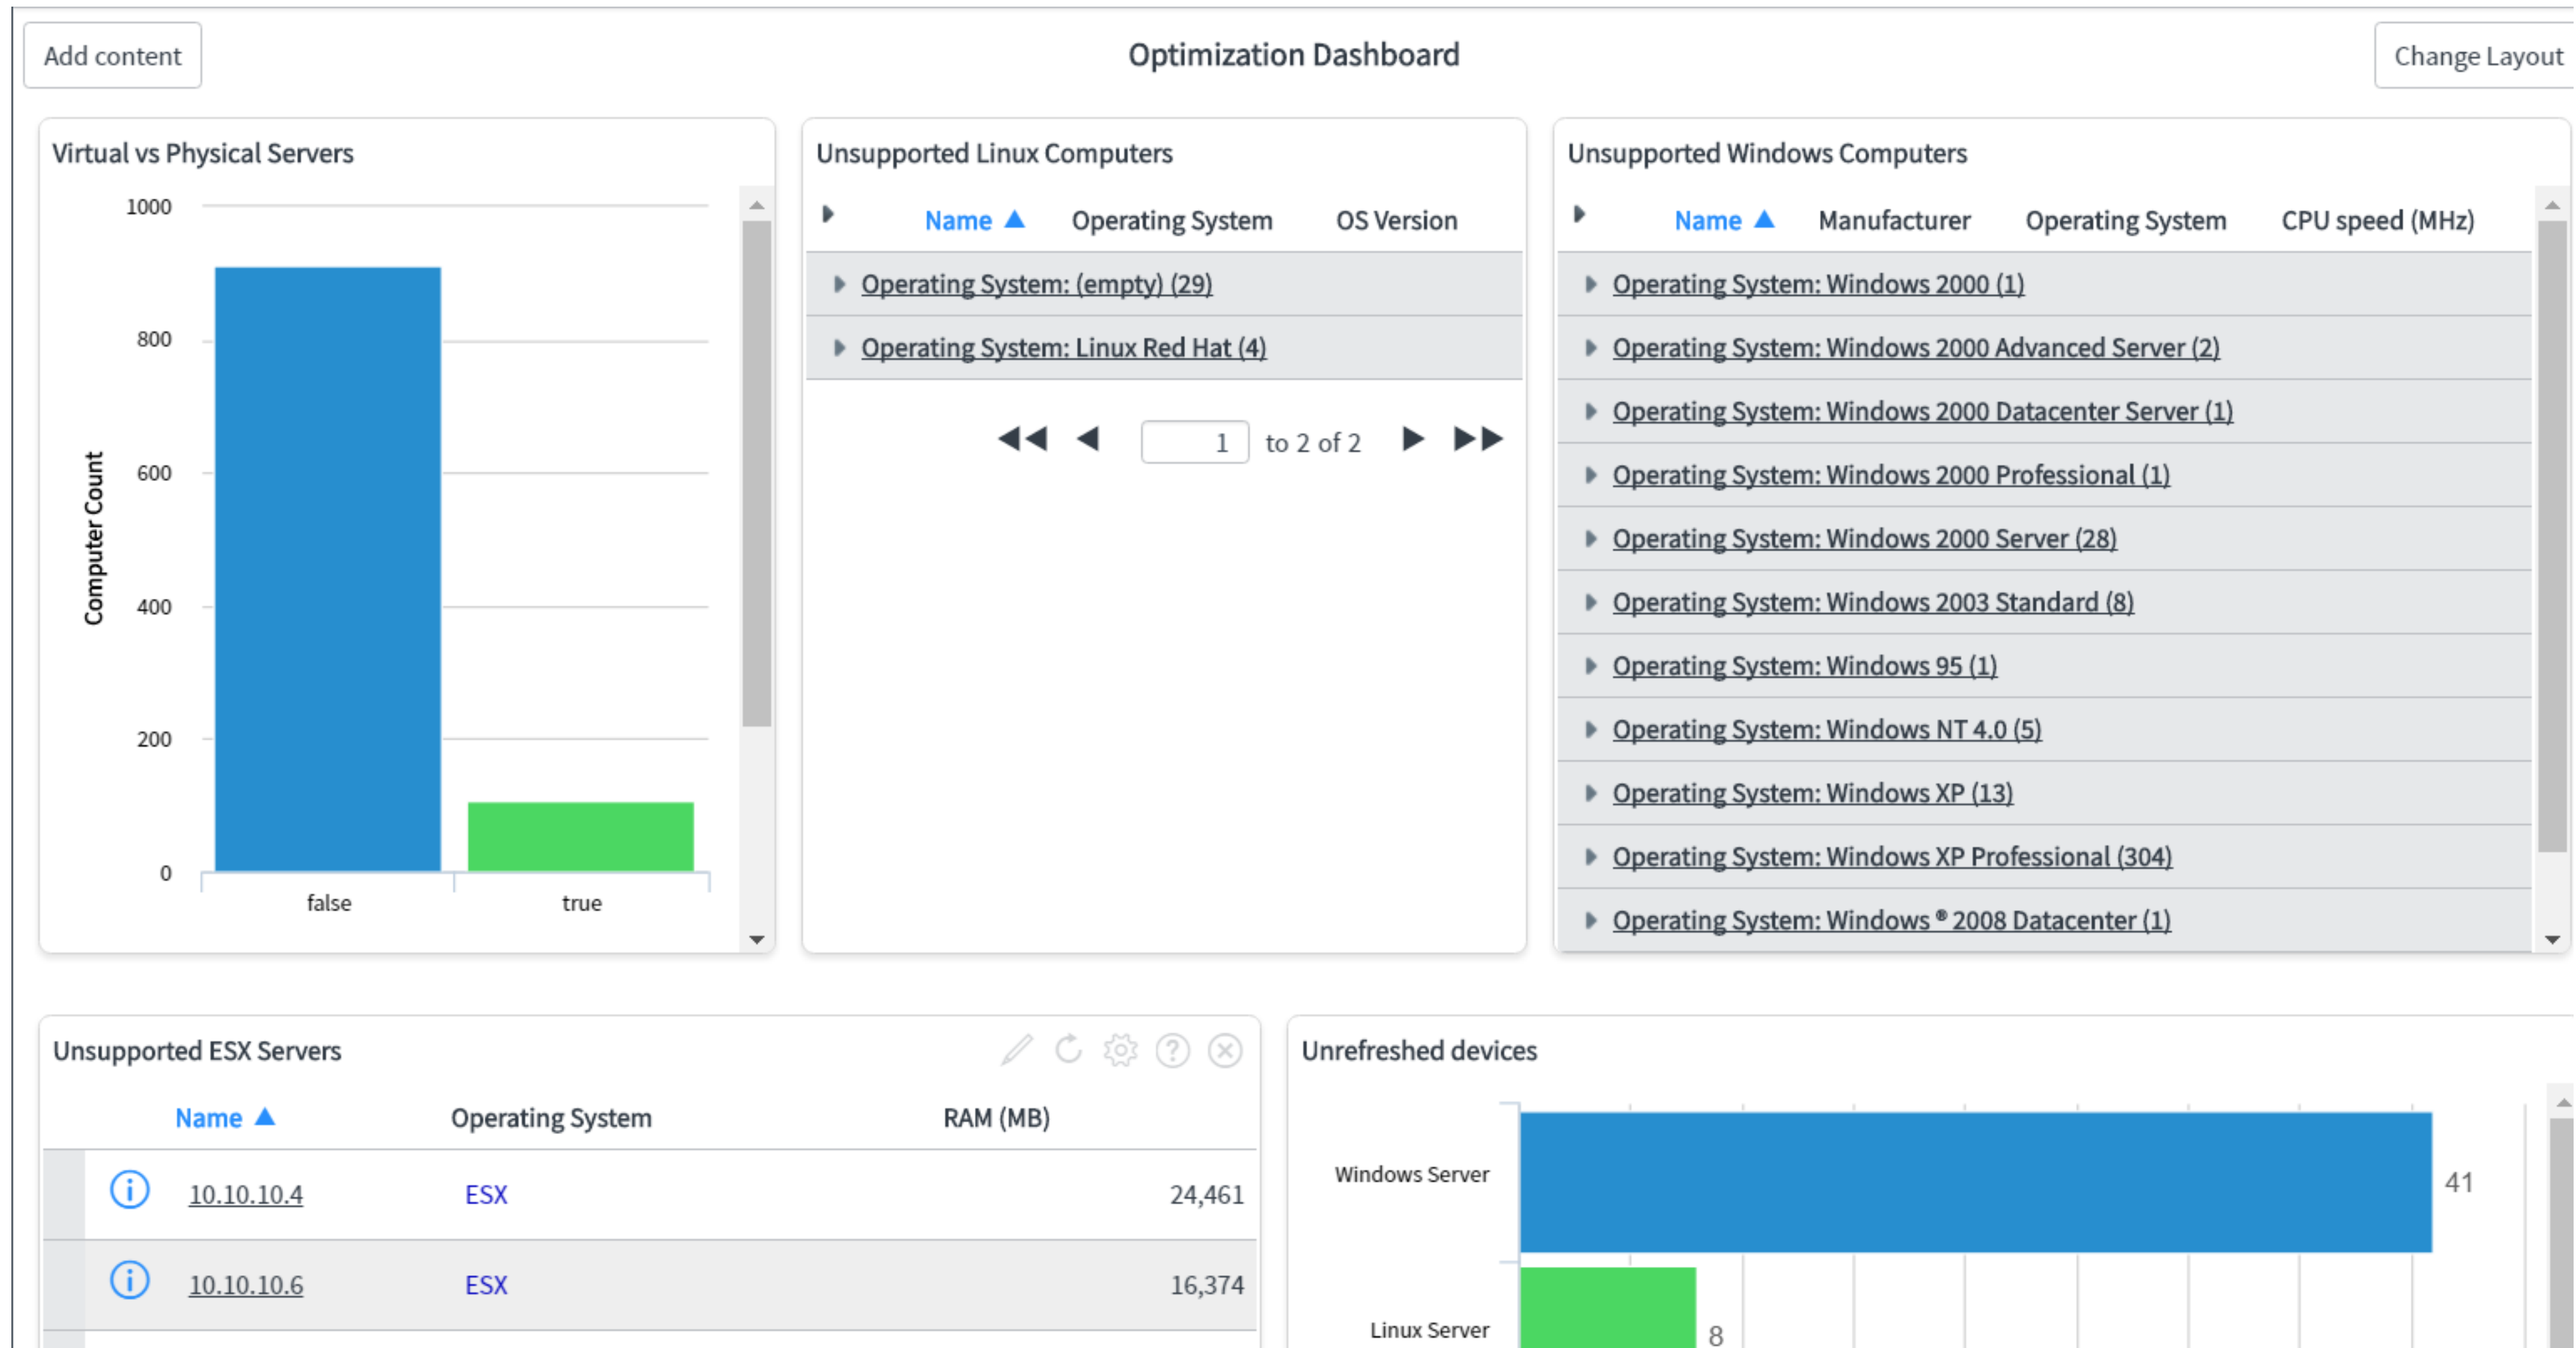 Add content
Optimization Dashboard
Change Layout
Virtual vs Physical Servers
1000
800
600
400
200
0
Computer Count
false
true
Unsupported Linux Computers
Name ▲ Operating System OS Version
Operating System: (empty) (29)
Operating System: Linux Red Hat (4)
1 to 2 of 2
Unsupported Windows Computers
Name ▲ Manufacturer Operating System CPU speed (MHz)
Operating System: Windows 2000 (1)
Operating System: Windows 2000 Advanced Server (2)
Operating System: Windows 2000 Datacenter Server (1)
Operating System: Windows 2000 Professional (1)
Operating System: Windows 2000 Server (28)
Operating System: Windows 2003 Standard (8)
Operating System: Windows 95 (1)
Operating System: Windows NT 4.0 (5)
Operating System: Windows XP (13)
Operating System: Windows XP Professional (304)
Operating System: Windows ® 2008 Datacenter (1)
Unsupported ESX Servers
Name ▲ Operating System RAM (MB)
10.10.10.4 ESX 24,461
10.10.10.6 ESX 16,374
Unrefreshed devices
Windows Server 41
Linux Server 8